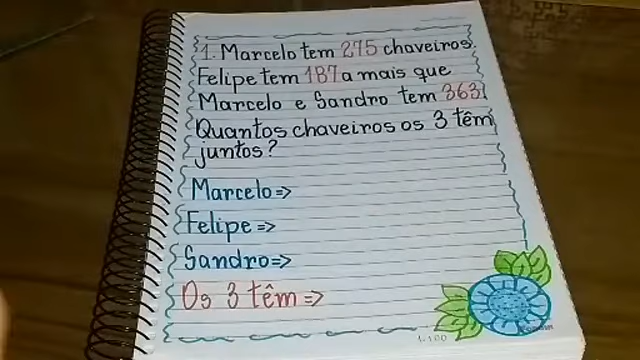 1. Marcelo tem 275 chaveiros.
Felipe tem 187 a mais que
Marcelo e Sandro tem 363.
Quantos chaveiros os 3 têm
juntos?
Marcelo=>
Felipe=>
Sandro=>
Os 3 têm=>